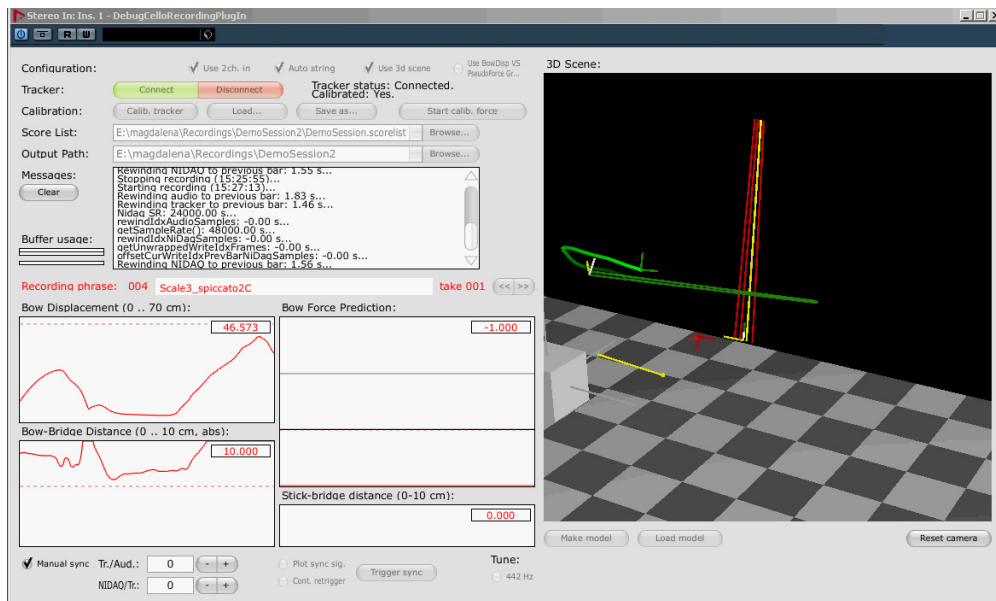 Stereo In: Ins. 1 - DebugCelloRecordingPlugIn
R W
Configuration:
Use 2ch. in
Auto string
Use 3d scene
Use BowDisp VS
PseudoForce Gr...
3D Scene:
Tracker:
Connect
Disconnect
Tracker status: Connected.
Calibrated: Yes.
Calibration:
Calib. tracker
Load...
Save as...
Start calib. force
Score List:
E:\magdalena\Recordings\DemoSession2\DemoSession.scorelist
Browse...
Output Path:
E:\magdalena\Recordings\DemoSession2
Browse...
Messages:
Clear
Rewinding NIDAQ to previous bar: 1.55 s...
Stopping recording (15:25:55)...
Starting recording (15:27:13)...
Rewinding audio to previous bar: 1.83 s...
Rewinding tracker to previous bar: 1.46 s...
Nidaq SR: 24000.00 s...
rewindIdxAudioSamples: -0.00 s...
getSampleRate(): 48000.00 s...
rewindIdxNiDaqSamples: -0.00 s...
getUnwrappedWriteIdxFrames: -0.00 s...
offsetCurWriteIdxPrevBarNiDaqSamples: -0.00 s...
Rewinding NIDAQ to previous bar: 1.56 s...
Buffer usage:
Recording phrase: 004 Scale3_spiccato2C take 001 << >>
Bow Displacement (0 .. 70 cm):
46.573
Bow Force Prediction:
-1.000
Bow-Bridge Distance (0 .. 10 cm, abs):
10.000
Stick-bridge distance (0-10 cm):
0.000
Make model
Load model
Reset camera
Manual sync
Tr./Aud.: 0 - +
NIDAQ/Tr.: 0 - +
Plot sync sig.
Cont. retrigger
Trigger sync
Tune:
442 Hz